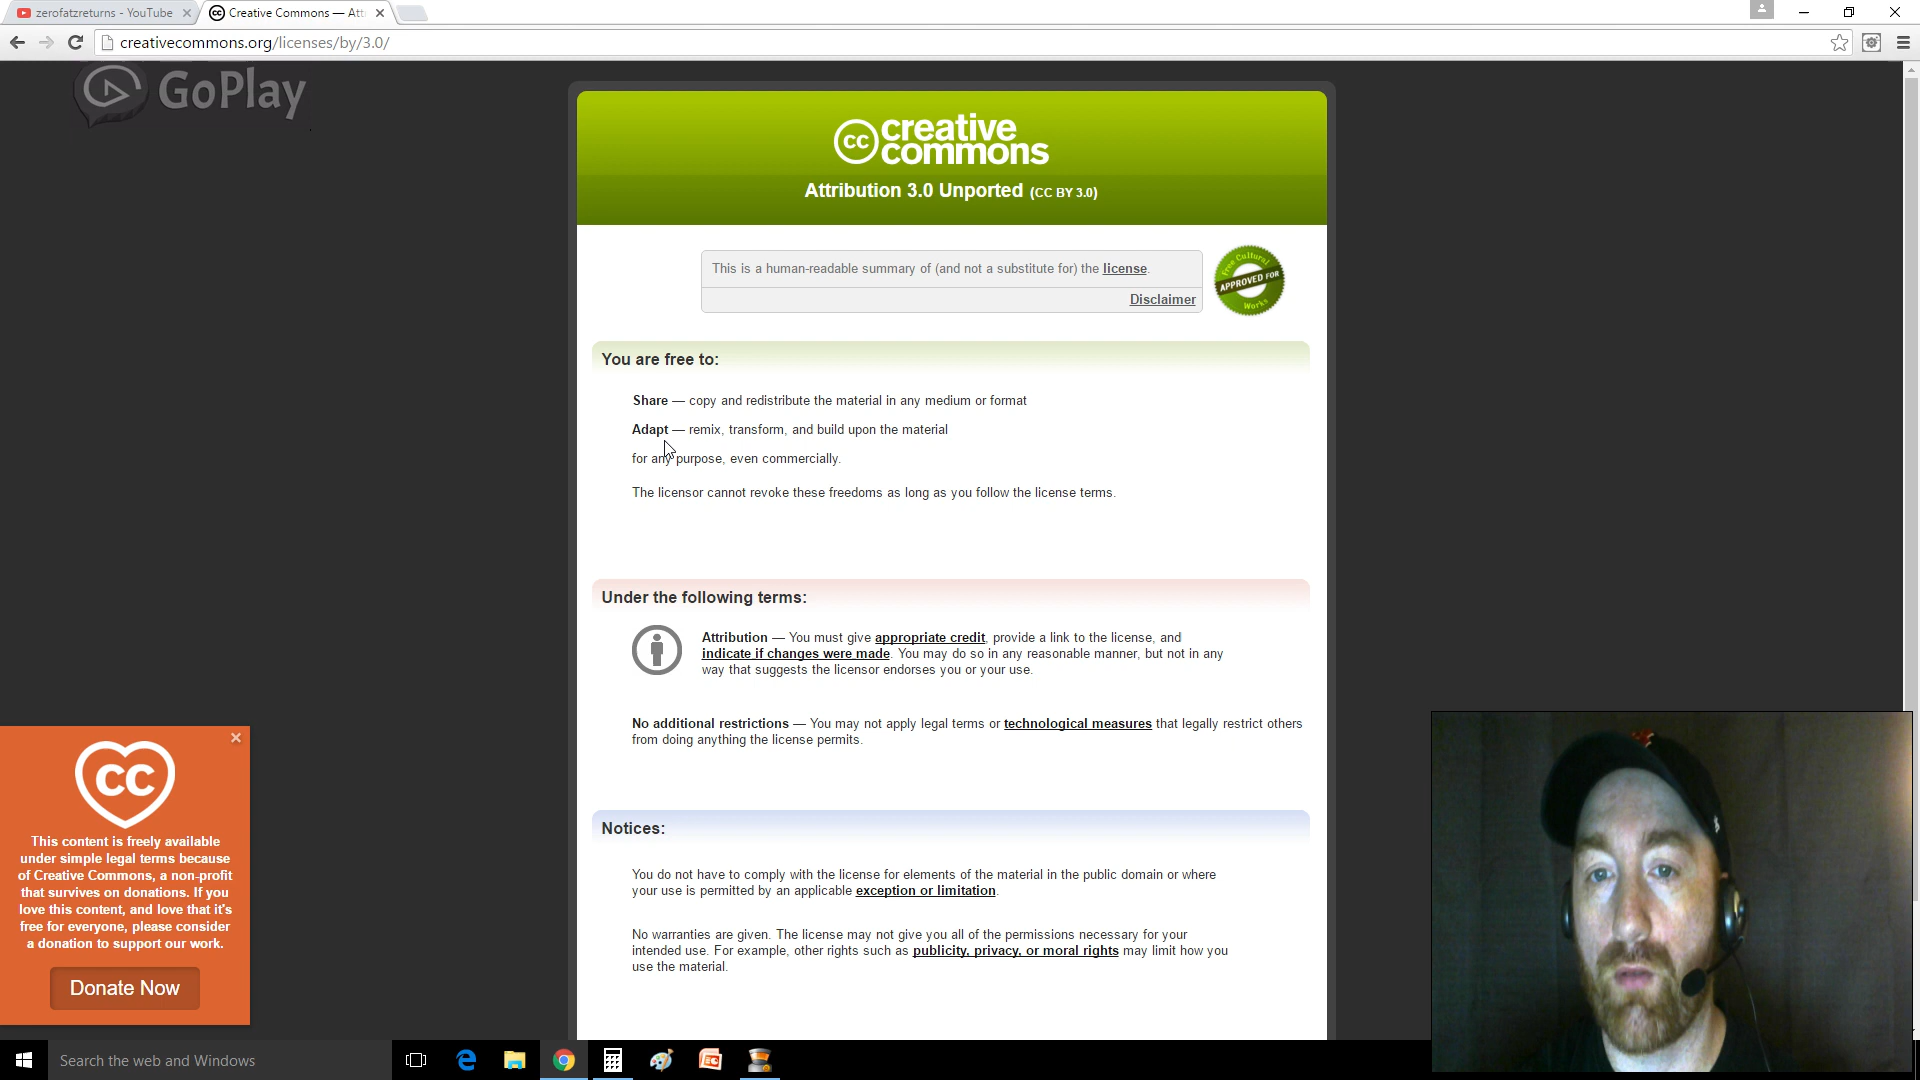 zerofatzreturns - YouTube
Creative Commons — Att
creativecommons.org/licenses/by/3.0/
GoPlay
cc creative commons
Attribution 3.0 Unported (CC BY 3.0)
This is a human-readable summary of (and not a substitute for) the license.
Disclaimer
Free Cultural
APPROVED FOR
Works
You are free to:
Share — copy and redistribute the material in any medium or format
Adapt — remix, transform, and build upon the material
for any purpose, even commercially.
The licensor cannot revoke these freedoms as long as you follow the license terms.
Under the following terms:
Attribution — You must give appropriate credit, provide a link to the license, and
indicate if changes were made. You may do so in any reasonable manner, but not in any
way that suggests the licensor endorses you or your use.
No additional restrictions — You may not apply legal terms or technological measures that legally restrict others
from doing anything the license permits.
Notices:
You do not have to comply with the license for elements of the material in the public domain or where
your use is permitted by an applicable exception or limitation.
No warranties are given. The license may not give you all of the permissions necessary for your
intended use. For example, other rights such as publicity, privacy, or moral rights may limit how you
use the material.
CC
This content is freely available
under simple legal terms because
of Creative Commons, a non-profit
that survives on donations. If you
love this content, and love that it's
free for everyone, please consider
a donation to support our work.
Donate Now
Search the web and Windows